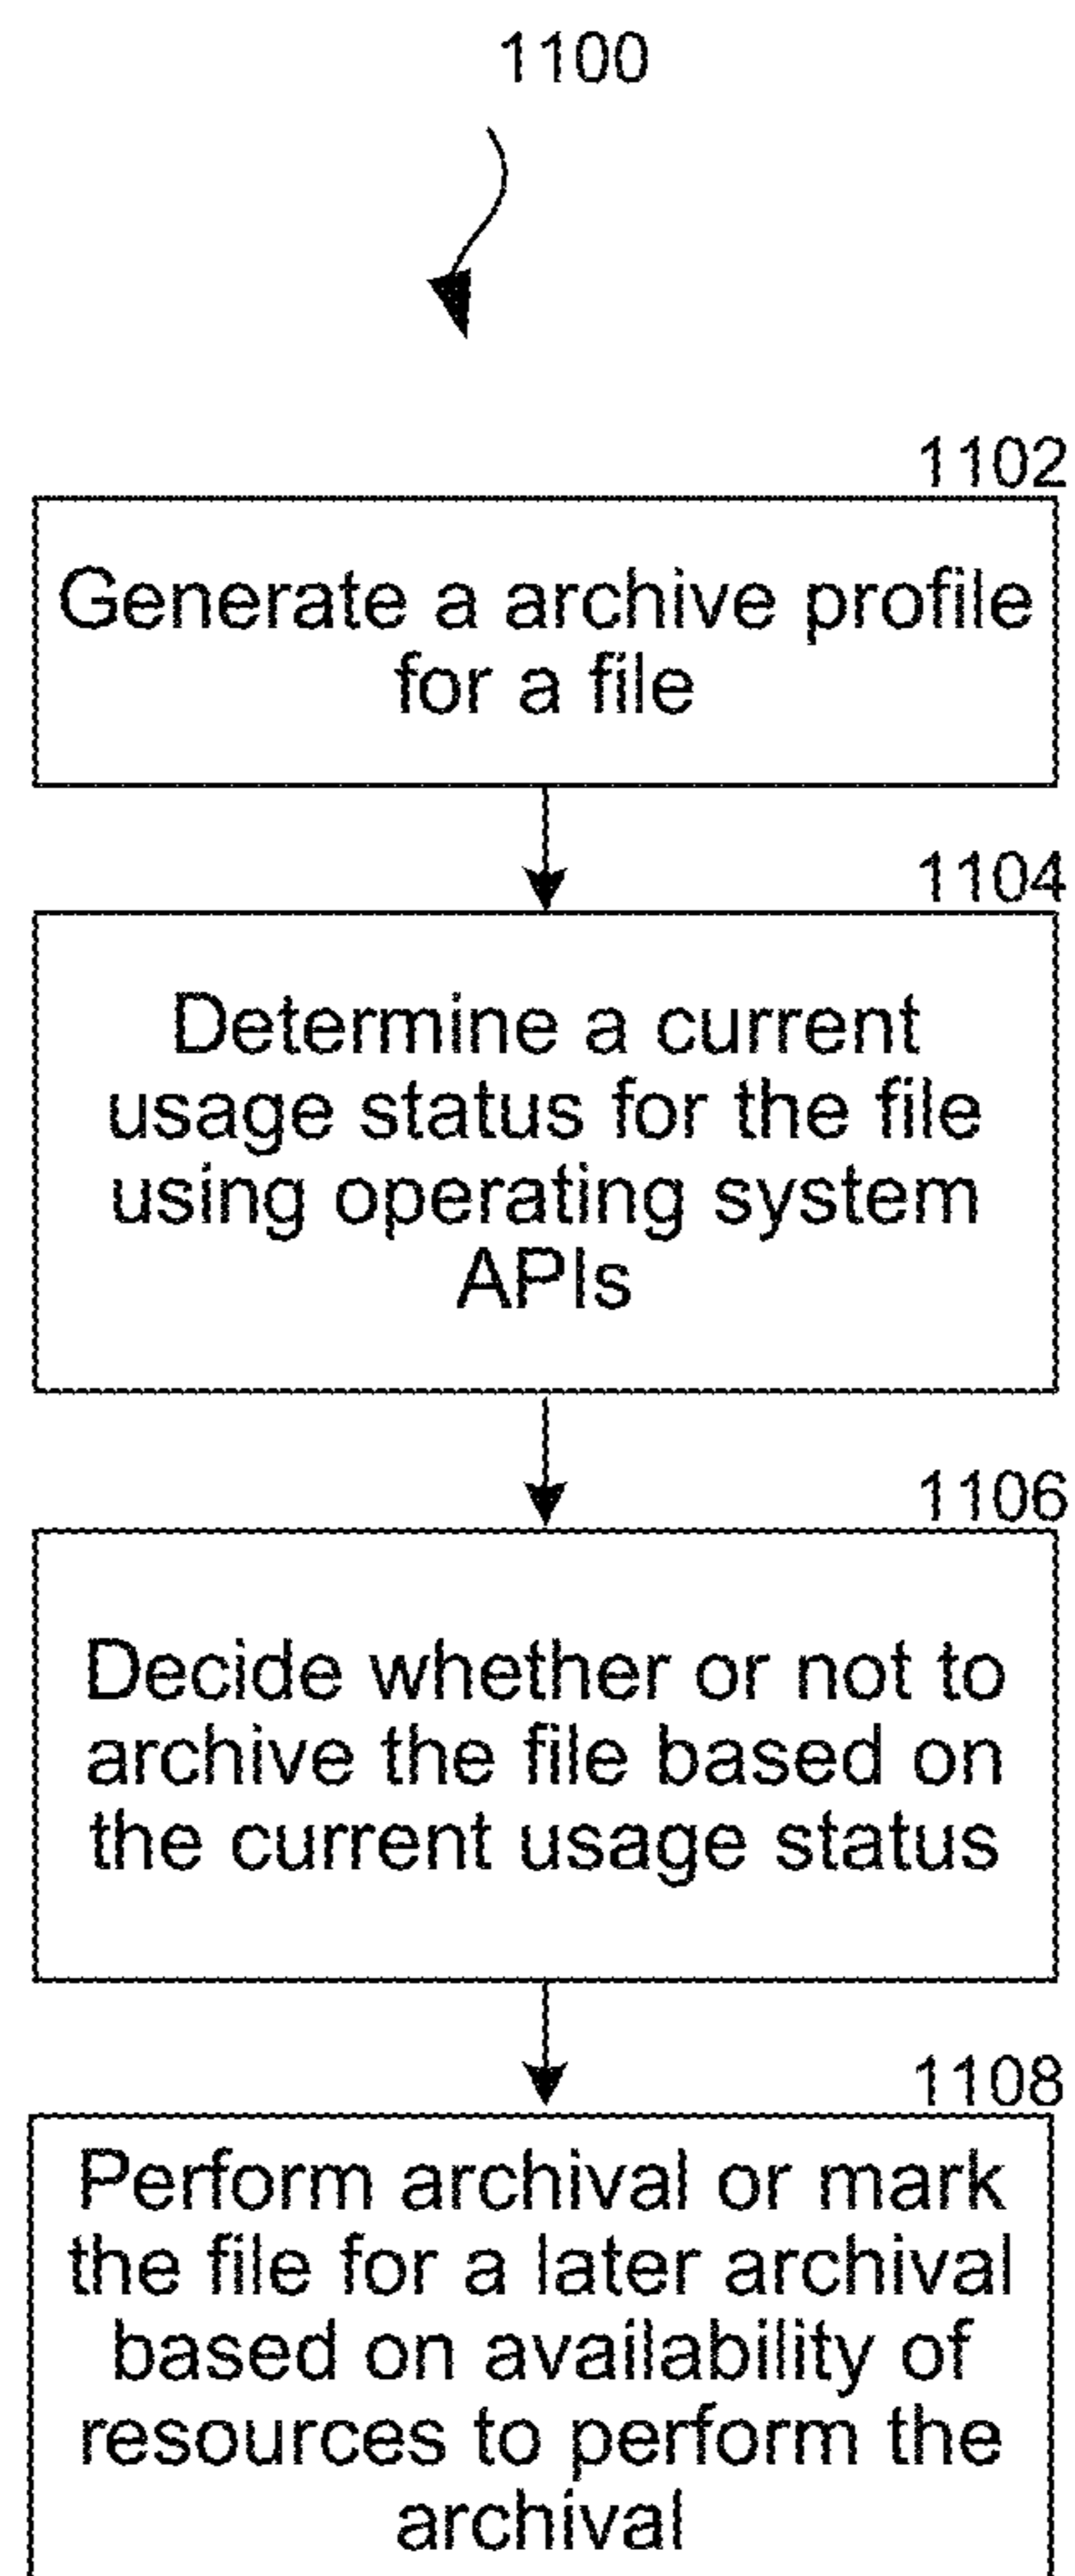 1100
1102
Generate a archive profile
for a file
1104
Determine a current
usage status for the file
using operating system
APIs
1106
Decide whether or not to
archive the file based on
the current usage status
1108
Perform archival or mark
the file for a later archival
based on availability of
resources to perform the
archival